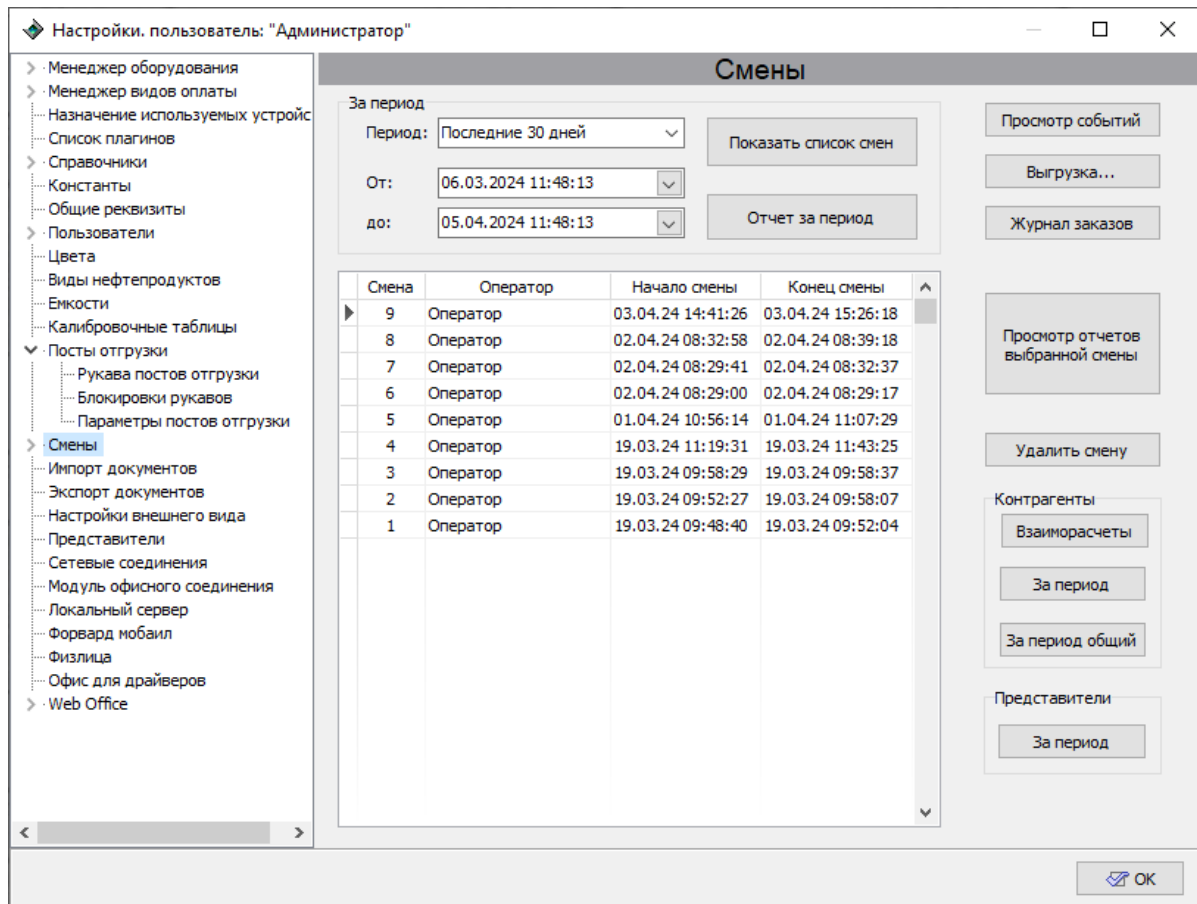 Настройки. пользователь: "Администратор"
Менеджер оборудования
Менеджер видов оплаты
Назначение используемых устройс
Список плагинов
Справочники
Константы
Общие реквизиты
Пользователи
Цвета
Виды нефтепродуктов
Емкости
Калибровочные таблицы
Посты отгрузки
Рукава постов отгрузки
Блокировки рукавов
Параметры постов отгрузки
Смены
Импорт документов
Экспорт документов
Настройки внешнего вида
Представители
Сетевые соединения
Модуль офисного соединения
Локальный сервер
Форвард мобаил
Физлица
Офис для драйверов
Web Office
Смены
За период
Период: Последние 30 дней
Показать список смен
От: 06.03.2024 11:48:13
до: 05.04.2024 11:48:13
Отчет за период
Смена Оператор Начало смены Конец смены
9 Оператор 03.04.24 14:41:26 03.04.24 15:26:18
8 Оператор 02.04.24 08:32:58 02.04.24 08:39:18
7 Оператор 02.04.24 08:29:41 02.04.24 08:32:37
6 Оператор 02.04.24 08:29:00 02.04.24 08:29:17
5 Оператор 01.04.24 10:56:14 01.04.24 11:07:29
4 Оператор 19.03.24 11:19:31 19.03.24 11:43:25
3 Оператор 19.03.24 09:58:29 19.03.24 09:58:37
2 Оператор 19.03.24 09:52:27 19.03.24 09:58:07
1 Оператор 19.03.24 09:48:40 19.03.24 09:52:04
Просмотр событий
Выгрузка...
Журнал заказов
Просмотр отчетов
выбранной смены
Удалить смену
Контрагенты
Взаиморасчеты
За период
За период общий
Представители
За период
OK